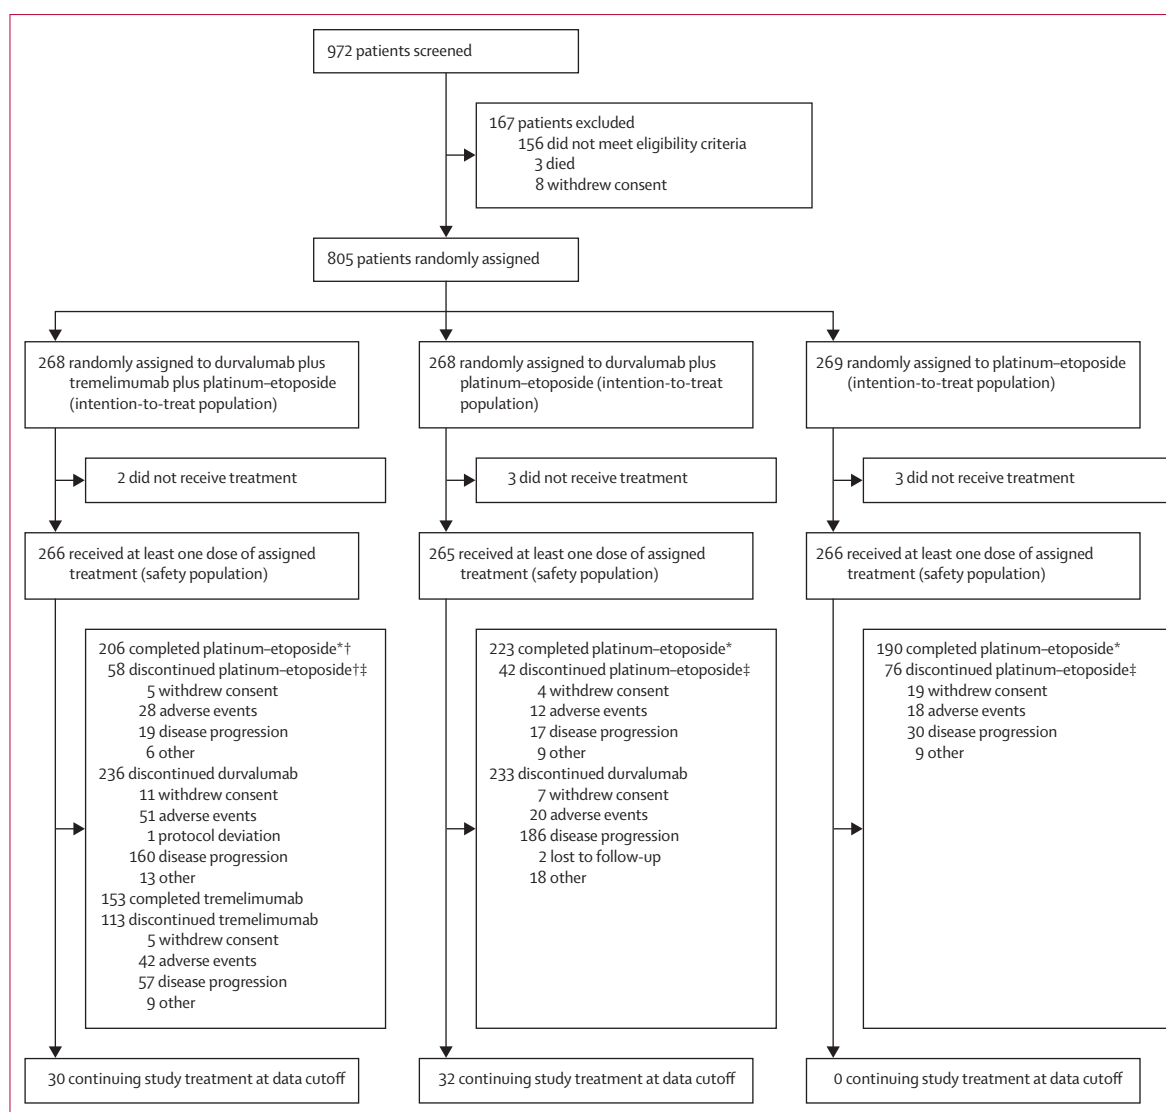 972 patients screened
167 patients excluded
156 did not meet eligibility criteria
3 died
8 withdrew consent
805 patients randomly assigned
268 randomly assigned to durvalumab plus
tremelimumab plus platinum–etoposide
(intention-to-treat population)
268 randomly assigned to durvalumab plus
platinum–etoposide (intention-to-treat
population)
269 randomly assigned to platinum–etoposide
(intention-to-treat population)
2 did not receive treatment
3 did not receive treatment
3 did not receive treatment
266 received at least one dose of assigned
treatment (safety population)
265 received at least one dose of assigned
treatment (safety population)
266 received at least one dose of assigned
treatment (safety population)
206 completed platinum–etoposide*†
58 discontinued platinum–etoposide†‡
5 withdrew consent
28 adverse events
19 disease progression
6 other
236 discontinued durvalumab
11 withdrew consent
51 adverse events
1 protocol deviation
160 disease progression
13 other
153 completed tremelimumab
113 discontinued tremelimumab
5 withdrew consent
42 adverse events
57 disease progression
9 other
223 completed platinum–etoposide*
42 discontinued platinum–etoposide‡
4 withdrew consent
12 adverse events
17 disease progression
9 other
233 discontinued durvalumab
7 withdrew consent
20 adverse events
186 disease progression
2 lost to follow-up
18 other
190 completed platinum–etoposide*
76 discontinued platinum–etoposide‡
19 withdrew consent
18 adverse events
30 disease progression
9 other
30 continuing study treatment at data cutoff
32 continuing study treatment at data cutoff
0 continuing study treatment at data cutoff